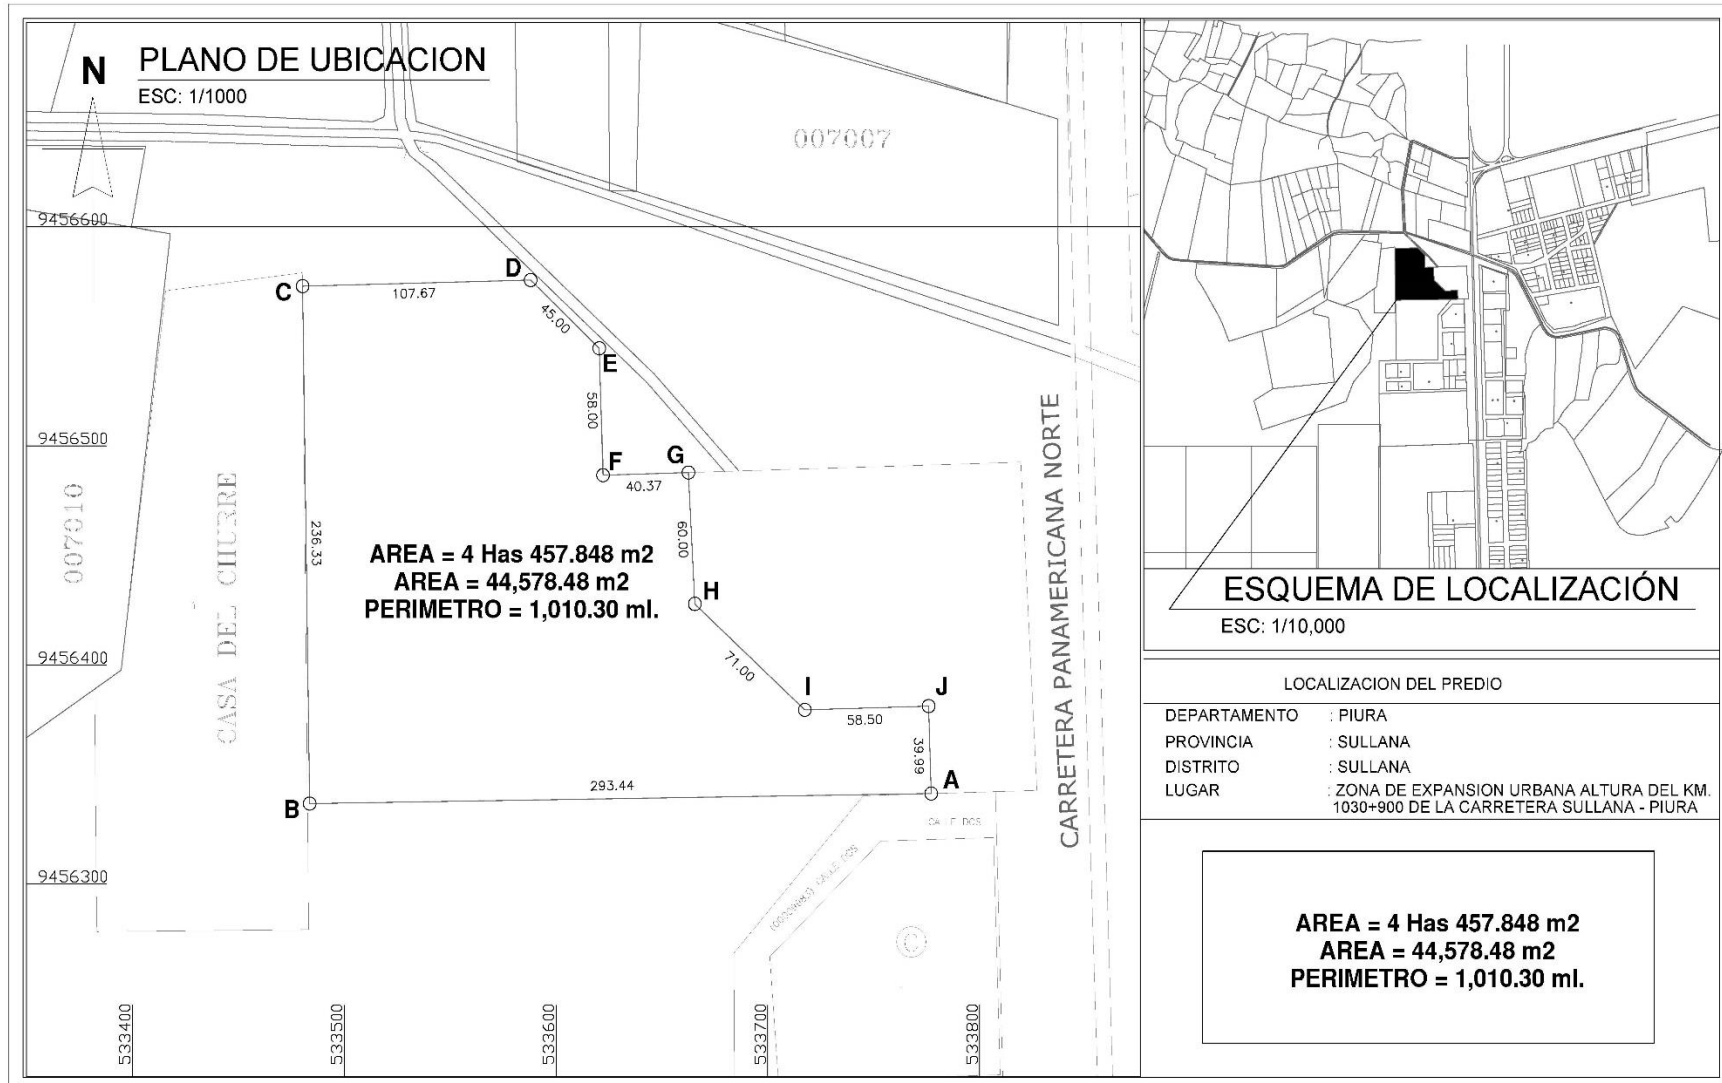 PLANO DE UBICACION
N
ESC: 1/1000
007007
9456600
C
107.67
D
45.00
E
58.00
F
G
40.37
9456500
007010
CASA DEL CHURRE
236.33
AREA = 4 Has 457.848 m2
AREA = 44,578.48 m2
PERIMETRO = 1,010.30 ml.
60.00
H
71.00
9456400
I
J
58.50
39.99
A
293.44
B
CARRETERA PANAMERICANA NORTE
CALLE DOS
CALLE DOS
C
9456300
533400
533500
533600
533700
533800
ESQUEMA DE LOCALIZACIÓN
ESC: 1/10,000
LOCALIZACION DEL PREDIO
DEPARTAMENTO : PIURA
PROVINCIA : SULLANA
DISTRITO : SULLANA
LUGAR : ZONA DE EXPANSION URBANA ALTURA DEL KM.
1030+900 DE LA CARRETERA SULLANA - PIURA
AREA = 4 Has 457.848 m2
AREA = 44,578.48 m2
PERIMETRO = 1,010.30 ml.